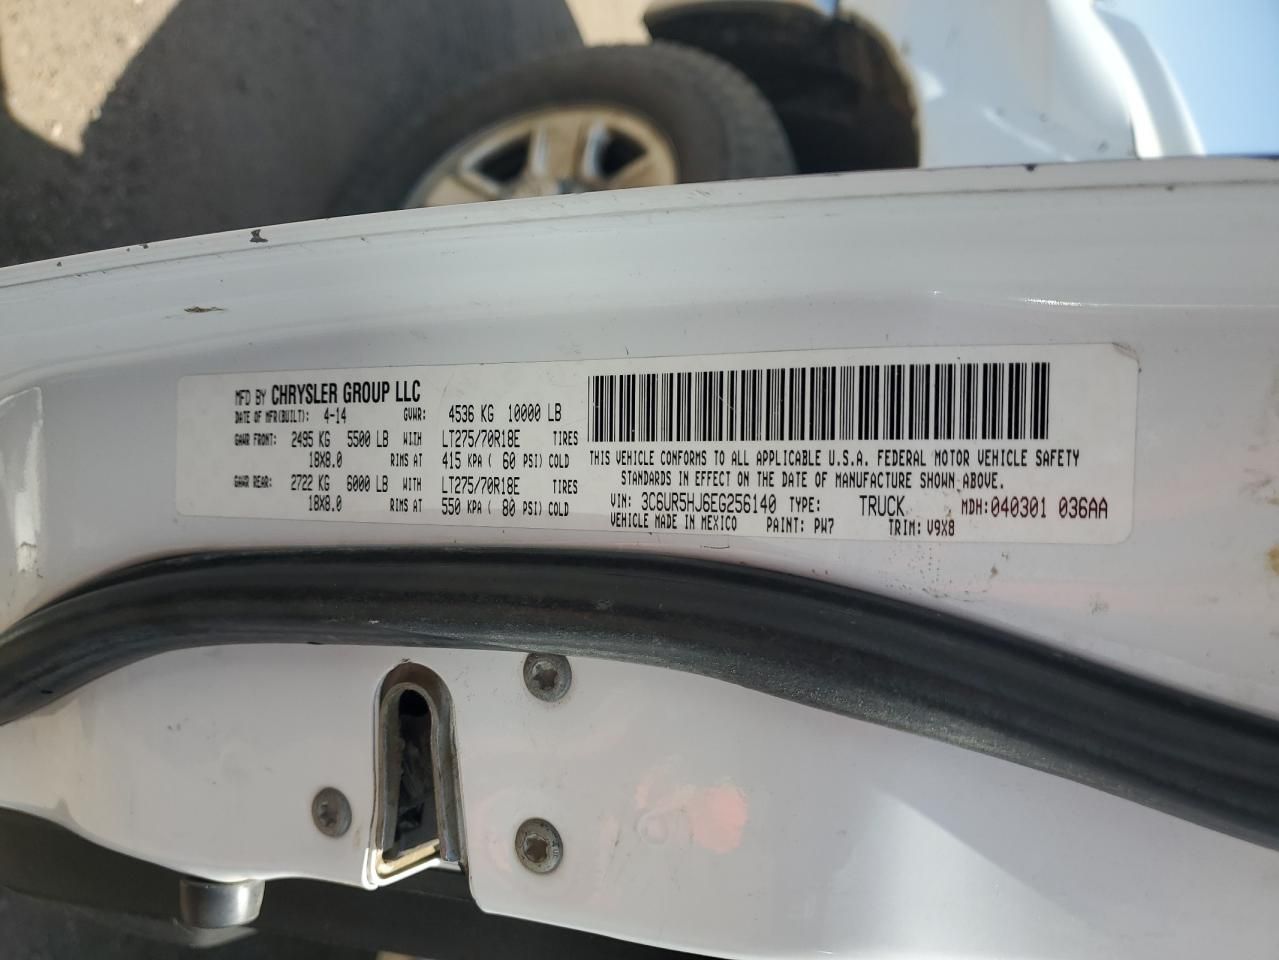 MFD BY CHRYSLER GROUP LLC
DATE OF MFR(BUILT): 4-14 GVWR: 4536 KG 10000 LB
GAWR FRONT: 2495 KG 5500 LB WITH LT275/70R18E TIRES
18X8.0 RIMS AT 415 KPA ( 60 PSI) COLD
GAWR REAR: 2722 KG 6000 LB WITH LT275/70R18E TIRES
18X8.0 RIMS AT 550 KPA ( 80 PSI) COLD
THIS VEHICLE CONFORMS TO ALL APPLICABLE U.S.A. FEDERAL MOTOR VEHICLE SAFETY
STANDARDS IN EFFECT ON THE DATE OF MANUFACTURE SHOWN ABOVE.
VIN: 3C6UR5HJ6EG256140 TYPE: TRUCK MDH:040301 036AA
VEHICLE MADE IN MEXICO PAINT: PW7 TRIM: V9X8